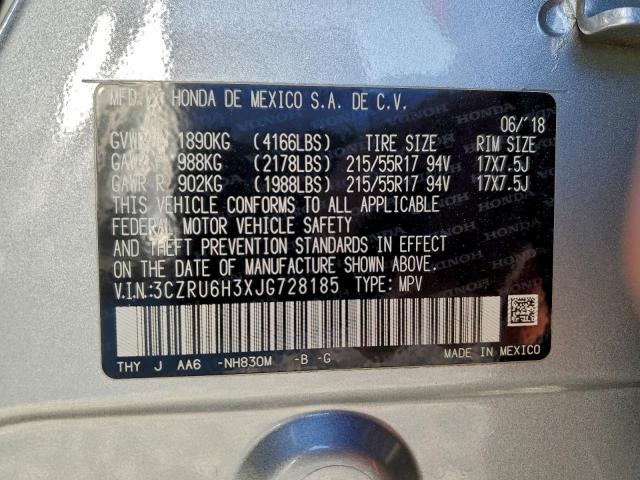 MFD. BY HONDA DE MEXICO S.A. DE C.V.
06/'18
GVWR 1890KG (4166LBS) TIRE SIZE RIM SIZE
GAWR F 988KG (2178LBS) 215/55R17 94V 17X7.5J
GAWR R 902KG (1988LBS) 215/55R17 94V 17X7.5J
THIS VEHICLE CONFORMS TO ALL APPLICABLE
FEDERAL MOTOR VEHICLE SAFETY
AND THEFT PREVENTION STANDARDS IN EFFECT
ON THE DATE OF MANUFACTURE SHOWN ABOVE.
V.I.N.:3CZRU6H3XJG728185 TYPE: MPV
THY J AA6 -NH830M -B -G MADE IN MEXICO